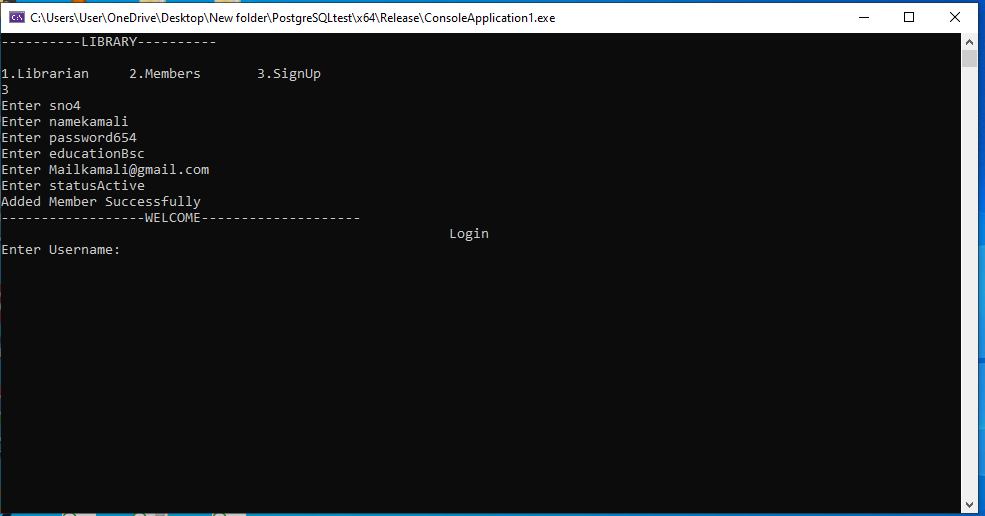 C:\Users\User\OneDrive\Desktop\New folder\PostgreSQLtest\x64\Release\ConsoleApplication1.exe
----------LIBRARY----------
1.Librarian     2.Members       3.SignUp
3
Enter sno4
Enter namekamali
Enter password654
Enter educationBsc
Enter Mailkamali@gmail.com
Enter statusActive
Added Member Successfully
------------------WELCOME--------------------
Login
Enter Username: